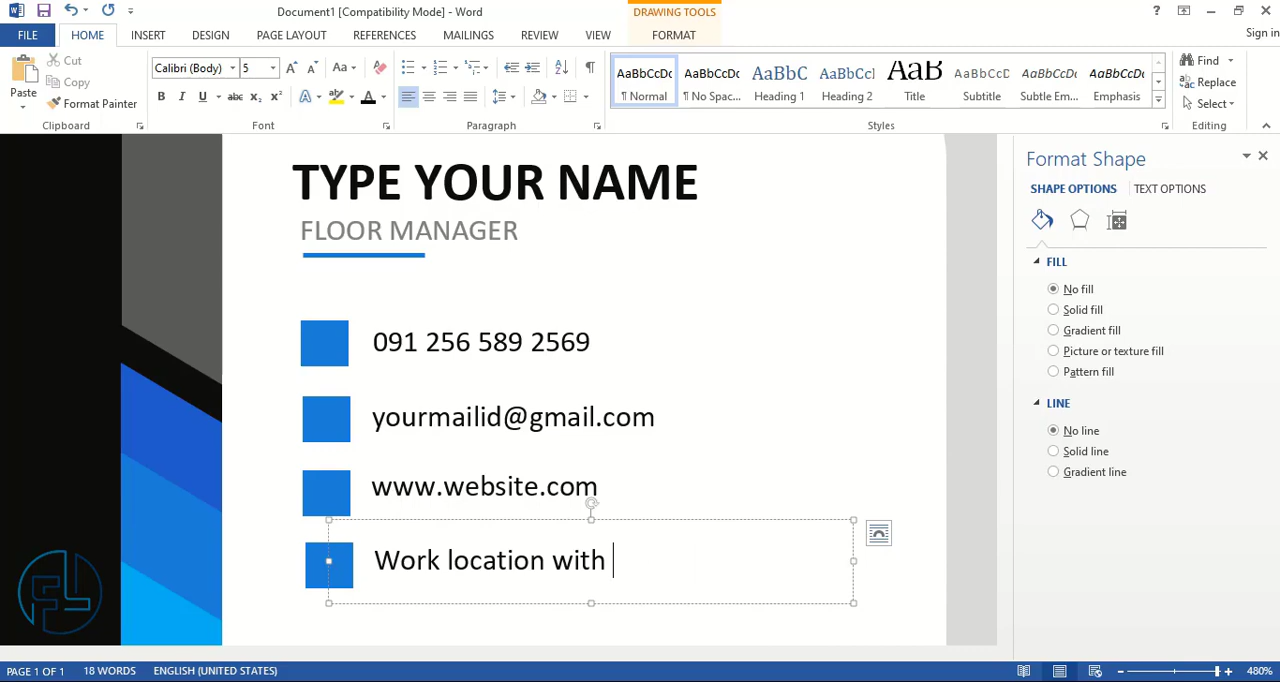 Document1 [Compatibility Mode] - Word
DRAWING TOOLS
FILE HOME INSERT DESIGN PAGE LAYOUT REFERENCES MAILINGS REVIEW VIEW FORMAT Sign in
Paste Cut
Copy
Format Painter
Clipboard
Calibri (Body) 5
Font
Paragraph
AaBbCcDc AaBbCcDc AaBbC AaBbCcl AaB AaBbCcD AaBbCcDc AaBbCcDc
¶ Normal ¶ No Spac... Heading 1 Heading 2 Title Subtitle Subtle Em... Emphasis
Styles
Find
Replace
Select
Editing
TYPE YOUR NAME
FLOOR MANAGER
091 256 589 2569
yourmailid@gmail.com
www.website.com
Work location with
Format Shape
SHAPE OPTIONS TEXT OPTIONS
FILL
No fill
Solid fill
Gradient fill
Picture or texture fill
Pattern fill
LINE
No line
Solid line
Gradient line
PAGE 1 OF 1 18 WORDS ENGLISH (UNITED STATES) 480%